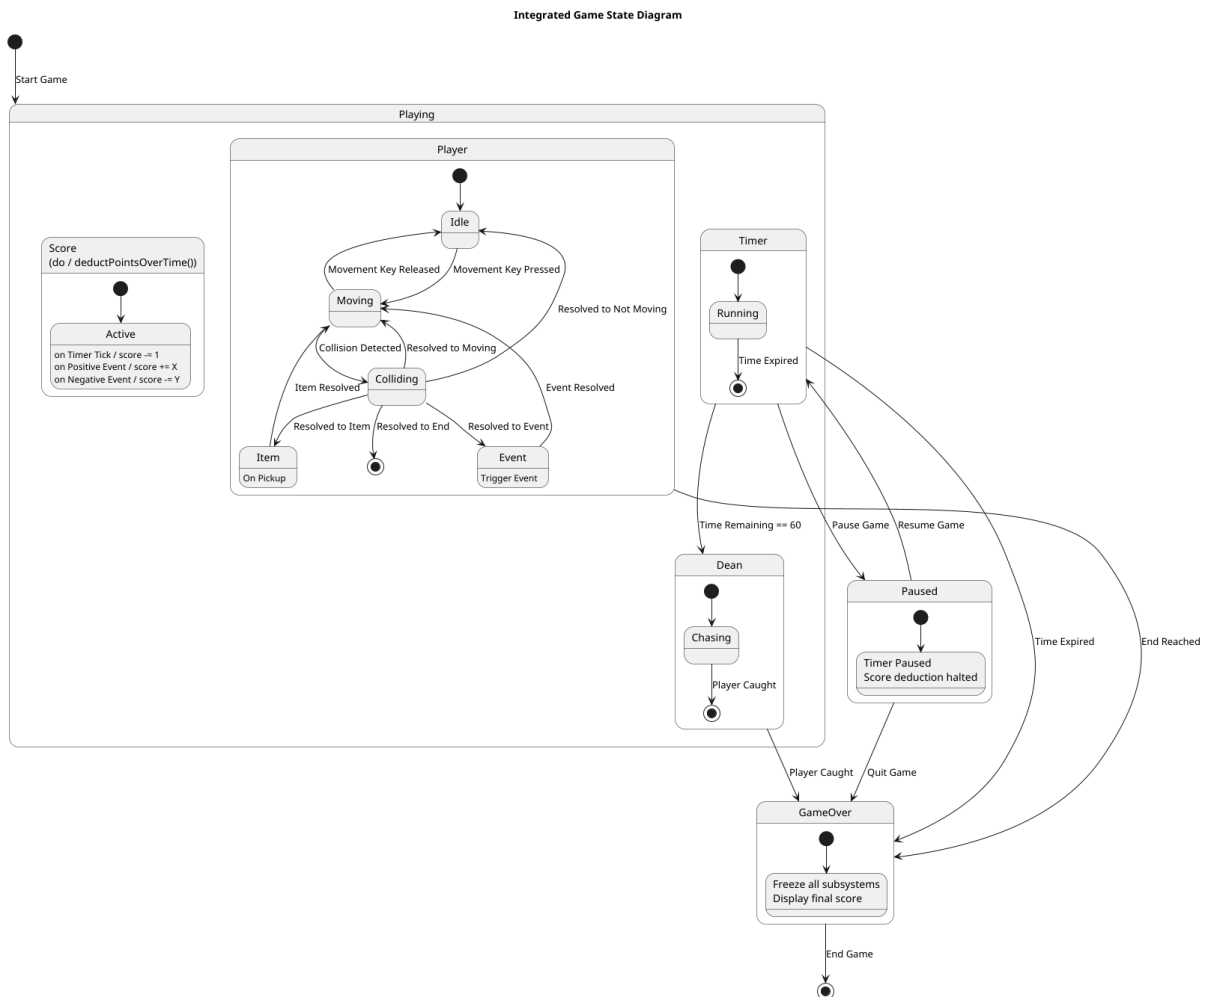 Integrated Game State Diagram
Start Game
Playing
Player
Idle
Movement Key Released
Movement Key Pressed
Moving
Resolved to Not Moving
Collision Detected
Resolved to Moving
Colliding
Item Resolved
Event Resolved
Resolved to Item
Resolved to End
Resolved to Event
Item
On Pickup
Event
Trigger Event
Score
(do / deductPointsOverTime())
Active
on Timer Tick / score -= 1
on Positive Event / score += X
on Negative Event / score -= Y
Timer
Running
Time Expired
Time Remaining == 60
Pause Game
Resume Game
Dean
Chasing
Player Caught
Paused
Timer Paused
Score deduction halted
Time Expired
End Reached
Player Caught
Quit Game
GameOver
Freeze all subsystems
Display final score
End Game